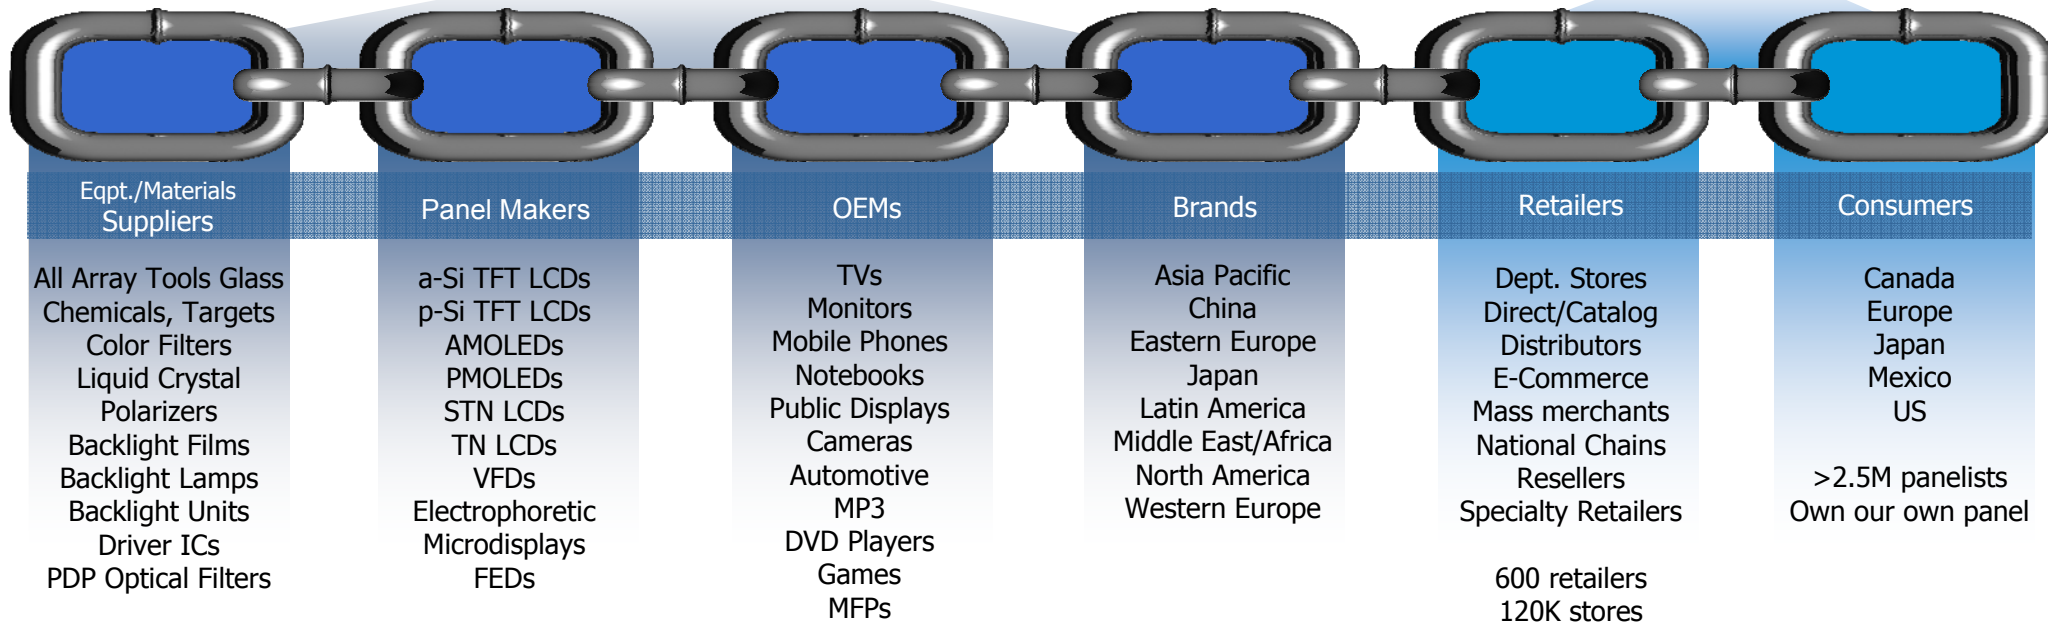 Eqpt./Materials
Suppliers
All Array Tools Glass
Chemicals, Targets
Color Filters
Liquid Crystal
Polarizers
Backlight Films
Backlight Lamps
Backlight Units
Driver ICs
PDP Optical Filters
Panel Makers
a-Si TFT LCDs
p-Si TFT LCDs
AMOLEDs
PMOLEDs
STN LCDs
TN LCDs
VFDs
Electrophoretic
Microdisplays
FEDs
OEMs
TVs
Monitors
Mobile Phones
Notebooks
Public Displays
Cameras
Automotive
MP3
DVD Players
Games
MFPs
Brands
Asia Pacific
China
Eastern Europe
Japan
Latin America
Middle East/Africa
North America
Western Europe
Retailers
Dept. Stores
Direct/Catalog
Distributors
E-Commerce
Mass merchants
National Chains
Resellers
Specialty Retailers
600 retailers
120K stores
Consumers
Canada
Europe
Japan
Mexico
US
>2.5M panelists
Own our own panel